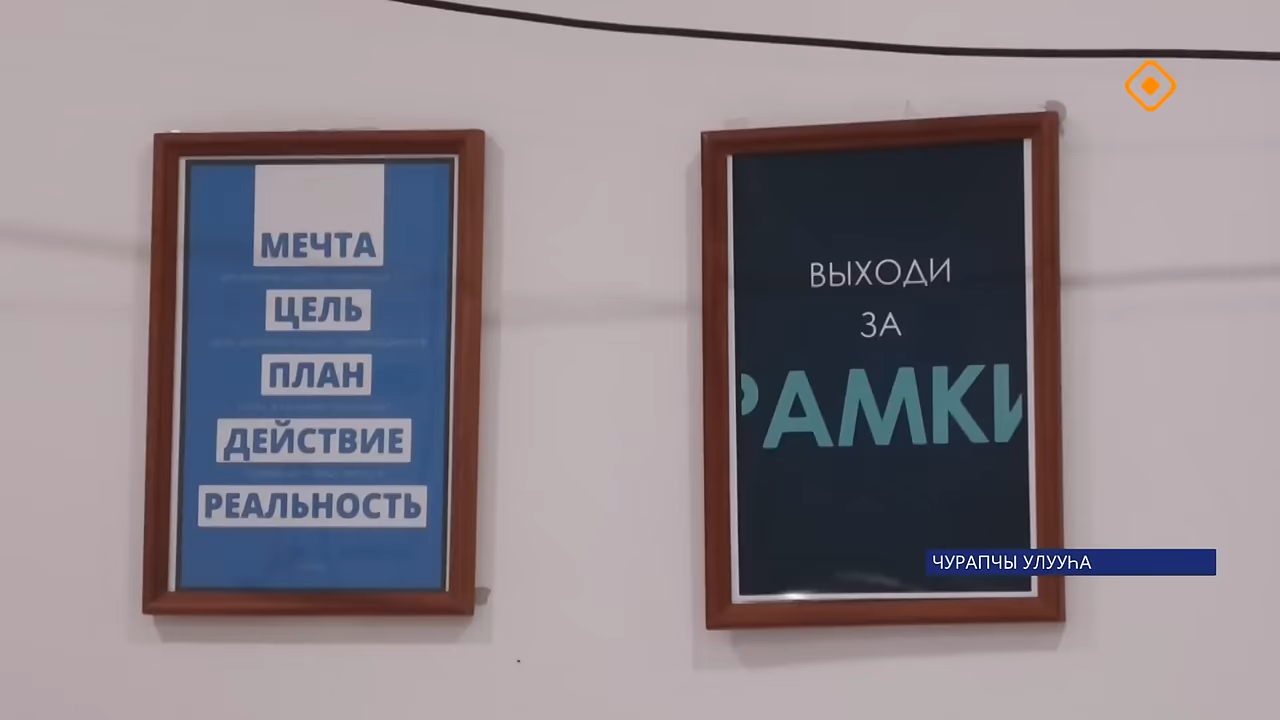 МЕЧТА
ЦЕЛЬ
ПЛАН
ДЕЙСТВИЕ
РЕАЛЬНОСТЬ
ВЫХОДИ
ЗА
РАМКИ
ЧУРАПЧЫ УЛУУҺА